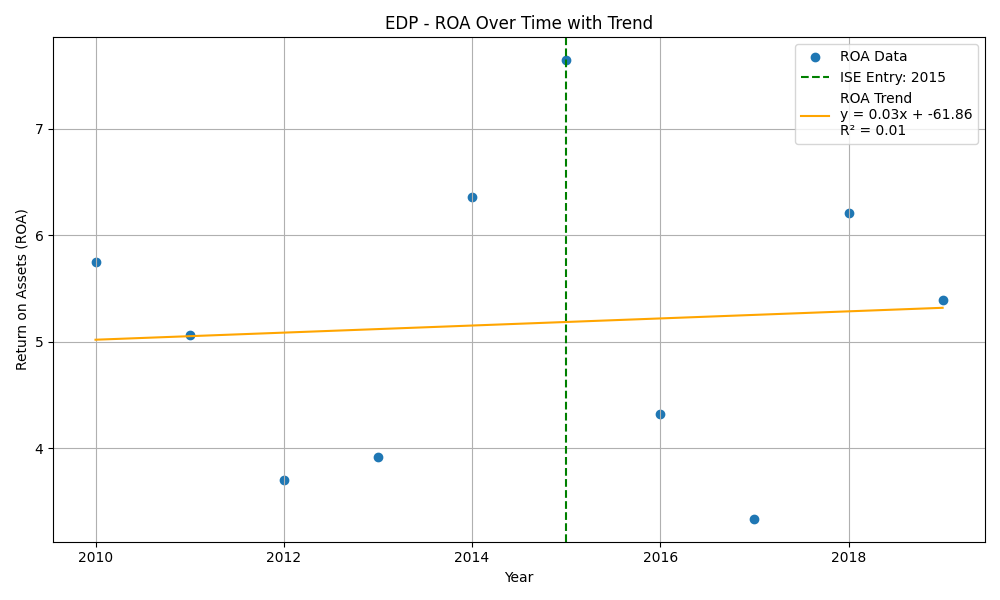 EDP - ROA Over Time with Trend
ROA Data
ISE Entry: 2015
ROA Trend
y = 0.03x + -61.86
R² = 0.01
Return on Assets (ROA)
7
6
5
4
2010
2012
2014
2016
2018
Year